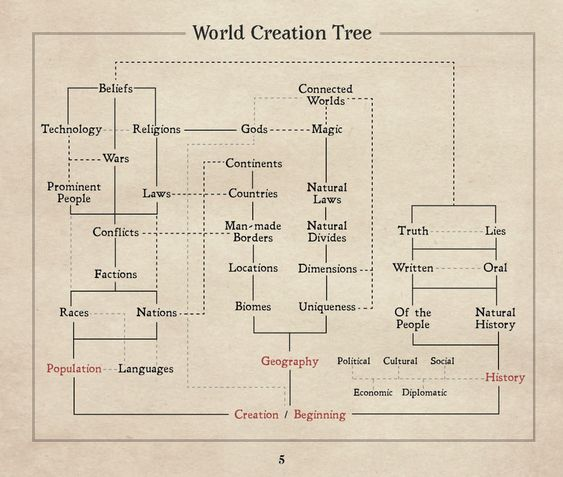 World Creation Tree
Beliefs
Connected
Worlds
Technology
Religions
Gods
Magic
Wars
Continents
Prominent
People
Laws
Countries
Natural
Laws
Conflicts
Man-made
Borders
Natural
Divides
Truth
Lies
Factions
Locations
Dimensions
Written
Oral
Races
Nations
Biomes
Uniqueness
Of the
People
Natural
History
Population
Languages
Geography
Political
Cultural
Social
History
Economic
Diplomatic
Creation / Beginning
5